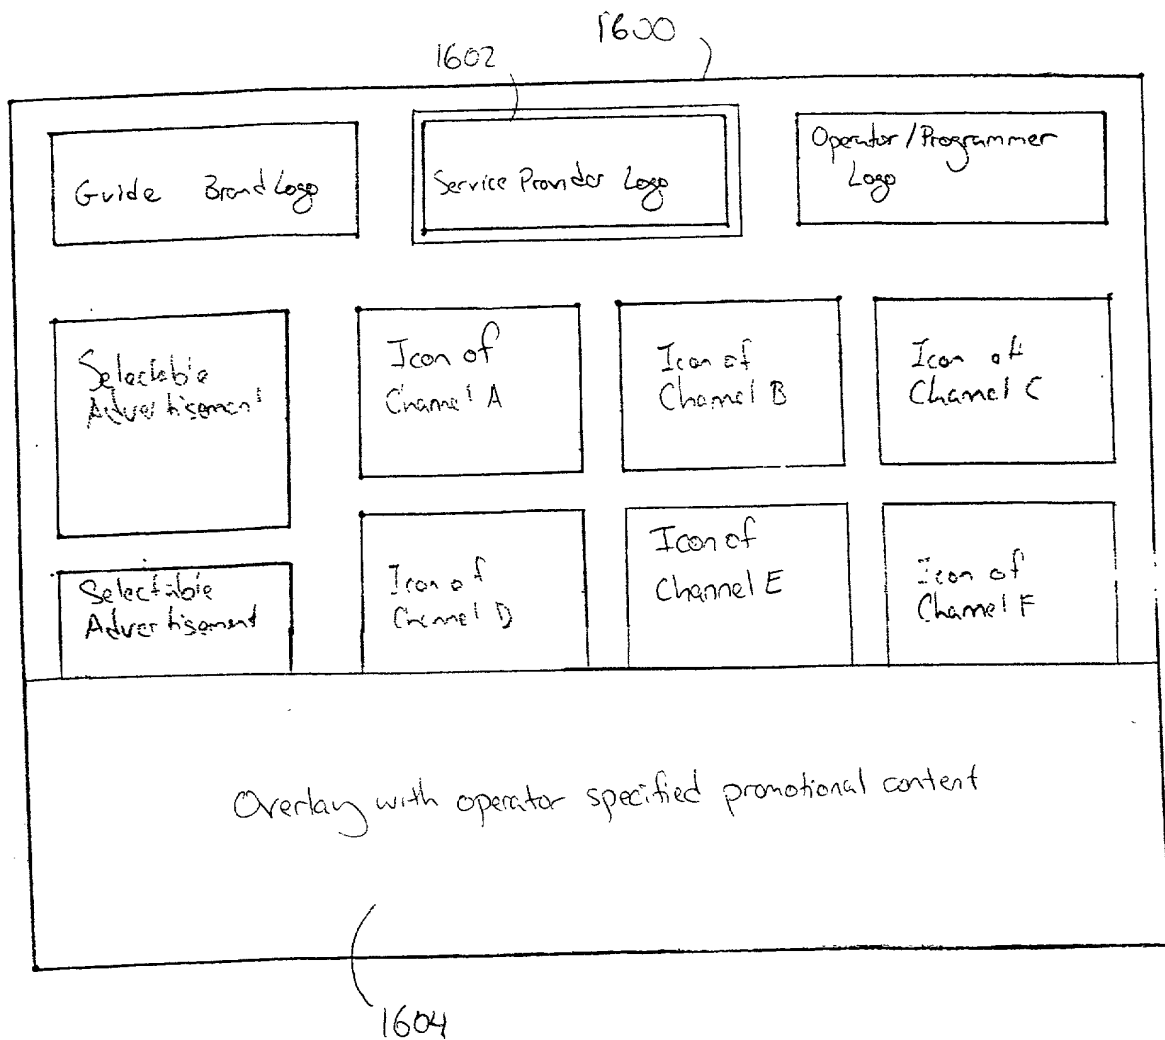 1600
1602
Guide Brand Logo
Service Provider Logo
Operator/Programmer
Logo
Selectable
Advertisement
Icon of
Channel A
Icon of
Channel B
Icon of
Channel C
Selectable
Advertisement
Icon of
Channel D
Icon of
Channel E
Icon of
Channel F
Overlay with operator specified promotional content
1604